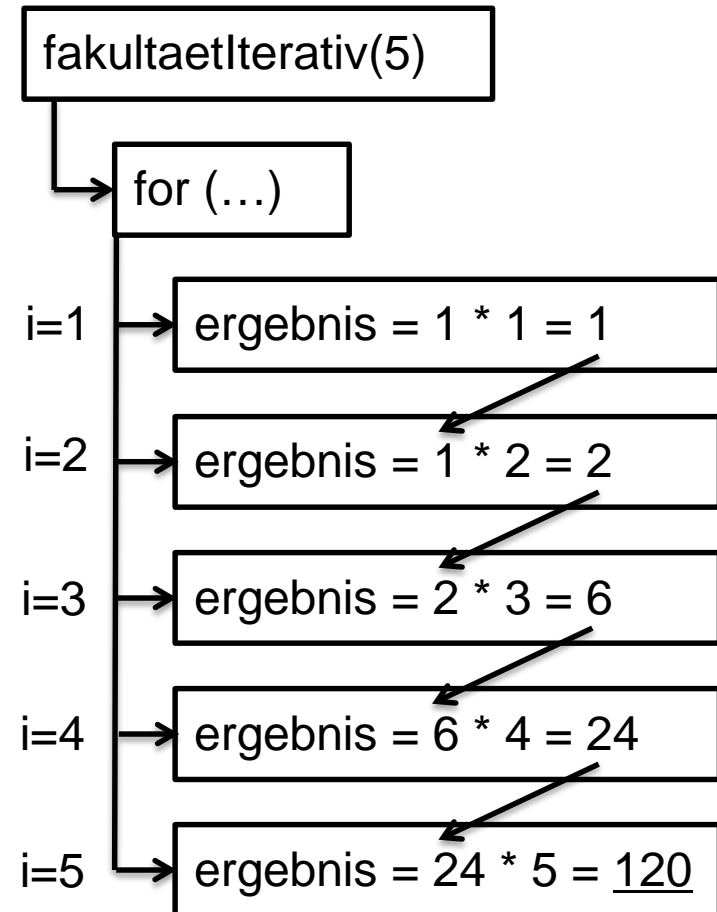 fakultaetIterativ(5)
for (…)
i=1 ergebnis = 1 * 1 = 1
i=2 ergebnis = 1 * 2 = 2
i=3 ergebnis = 2 * 3 = 6
i=4 ergebnis = 6 * 4 = 24
i=5 ergebnis = 24 * 5 = 120